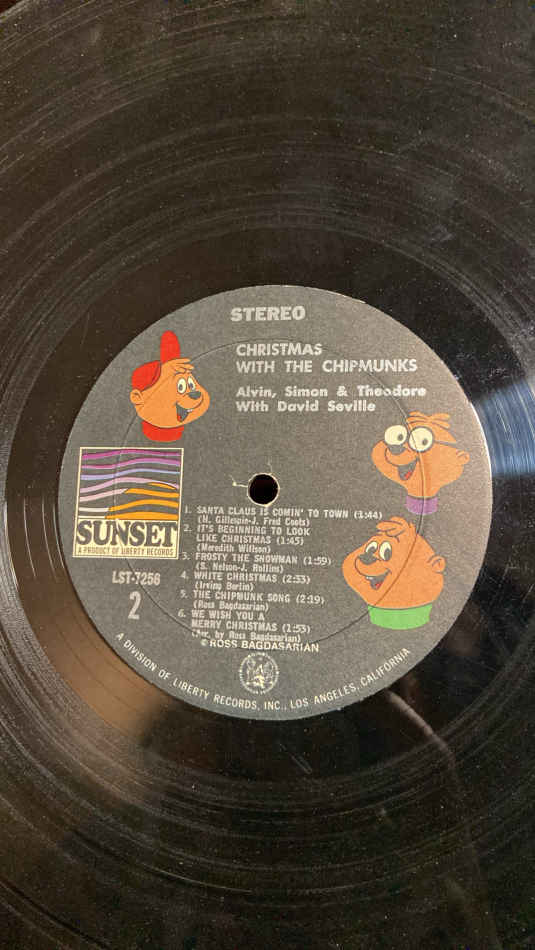 STEREO
CHRISTMAS
WITH THE CHIPMUNKS
Alvin, Simon & Theodore
With David Seville
SUNSET
A PRODUCT OF LIBERTY RECORDS
LST-7256
2
1. SANTA CLAUS IS COMIN' TO TOWN (1:44)
(H. Gillespie-J. Fred Coots)
2. IT'S BEGINNING TO LOOK
LIKE CHRISTMAS (1:45)
(Meredith Willson)
3. FROSTY THE SNOWMAN (1:59)
(S. Nelson-J. Rollins)
4. WHITE CHRISTMAS (2:33)
(Irving Berlin)
5. THE CHIPMUNK SONG (2:19)
(Ross Bagdasarian)
6. WE WISH YOU A
MERRY CHRISTMAS (1:53)
(Arr. by Ross Bagdasarian)
© ROSS BAGDASARIAN
A DIVISION OF LIBERTY RECORDS, INC., LOS ANGELES, CALIFORNIA